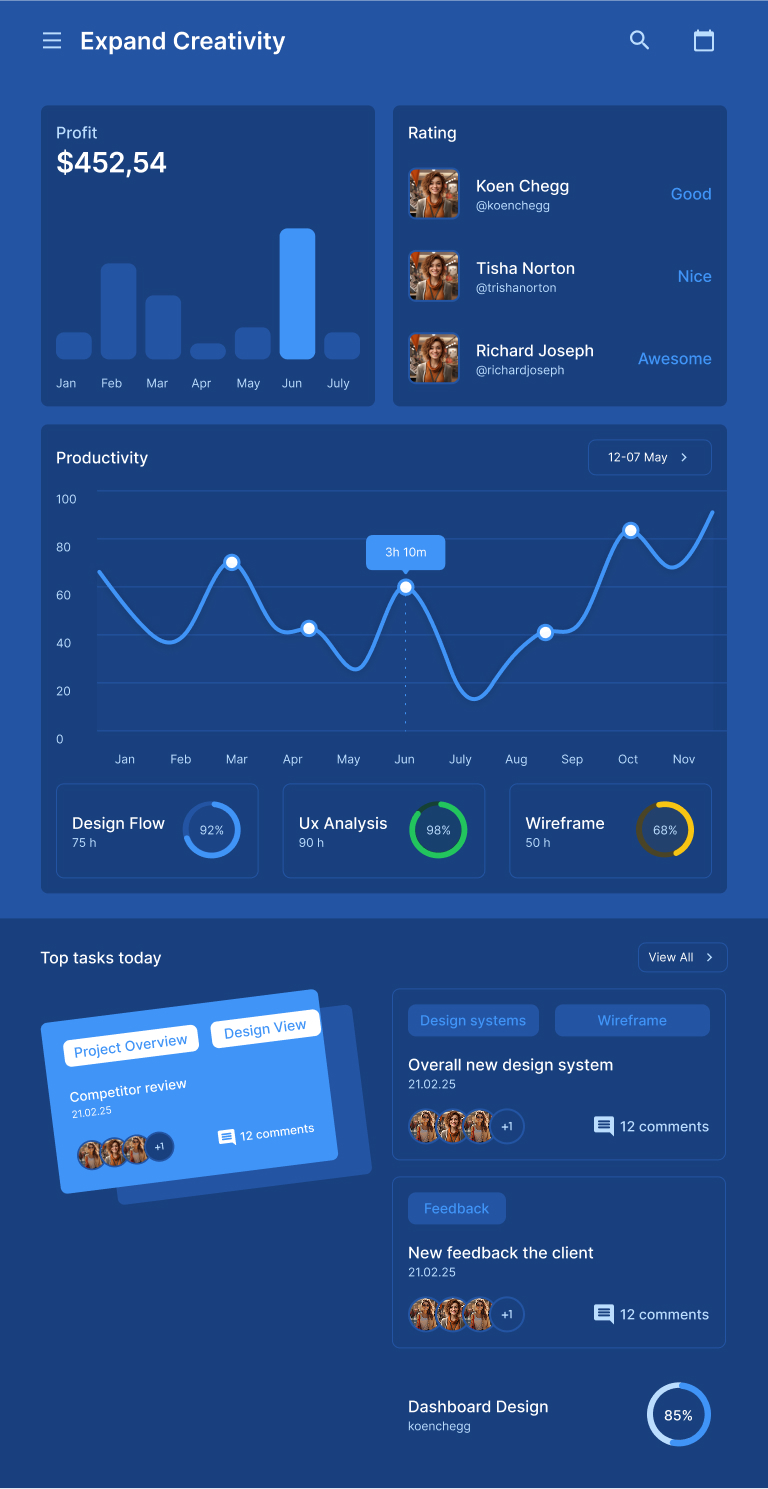 Expand Creativity
Profit
$452,54
Jan Feb Mar Apr May Jun July
Rating
Koen Chegg
@koenchegg
Good
Tisha Norton
@trishanorton
Nice
Richard Joseph
@richardjoseph
Awesome
Productivity
12-07 May
100
80
60
40
20
0
3h 10m
Jan Feb Mar Apr May Jun July Aug Sep Oct Nov
Design Flow
75 h
92%
Ux Analysis
90 h
98%
Wireframe
50 h
68%
Top tasks today
View All
Project Overview
Design View
Competitor review
21.02.25
+1
12 comments
Design systems
Wireframe
Overall new design system
21.02.25
+1
12 comments
Feedback
New feedback the client
21.02.25
+1
12 comments
Dashboard Design
koenchegg
85%